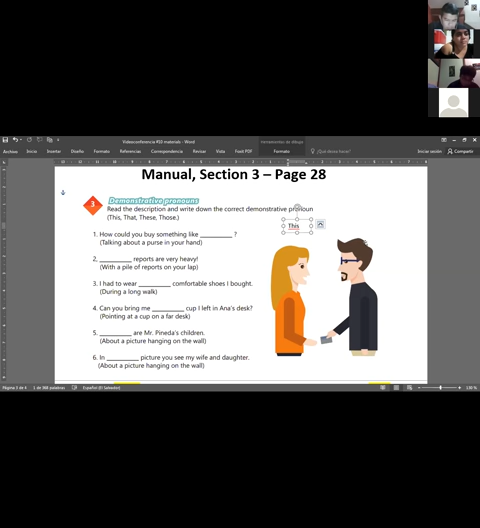 Videoconferencia #10 materials - Word
Herramientas de dibujo
Archivo Inicio Insertar Diseño Formato Referencias Correspondencia Revisar Vista Foxit PDF Formato ¿Qué desea hacer? Iniciar sesión Compartir
Manual, Section 3 – Page 28
3 Demonstrative pronouns
Read the description and write down the correct demonstrative pronoun
(This, That, These, Those.)
This
1. How could you buy something like __________ ?
(Talking about a purse in your hand)
2. __________ reports are very heavy!
(With a pile of reports on your lap)
3. I had to wear __________ comfortable shoes I bought.
(During a long walk)
4. Can you bring me __________ cup I left in Ana's desk?
(Pointing at a cup on a far desk)
5. __________ are Mr. Pineda's children.
(About a picture hanging on the wall)
6. In __________ picture you see my wife and daughter.
(About a picture hanging on the wall)
Español (El Salvador)